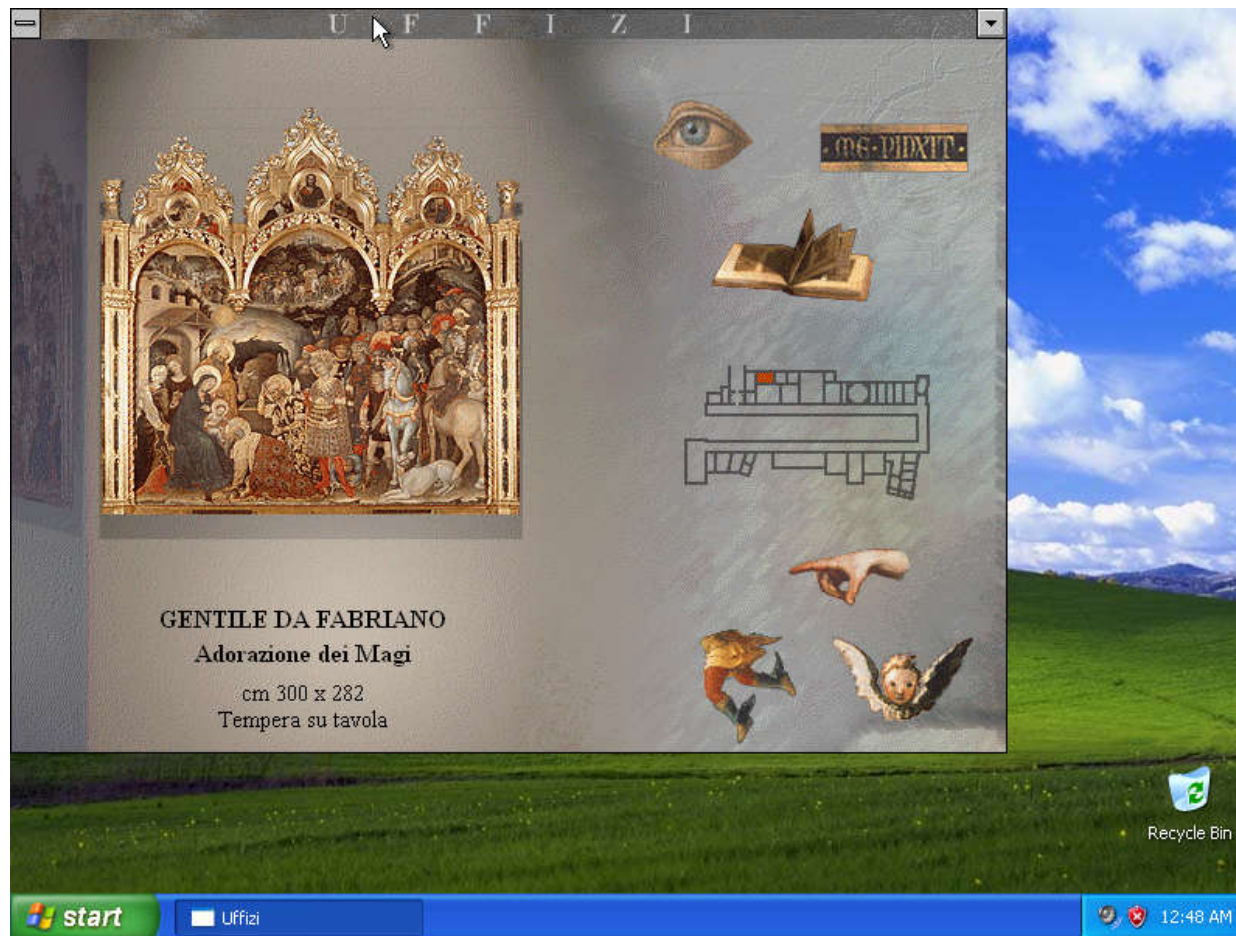 U F F I Z I
ME·PINXIT·
GENTILE DA FABRIANO
Adorazione dei Magi
cm 300 x 282
Tempera su tavola
Recycle Bin
start
Uffizi
12:48 AM